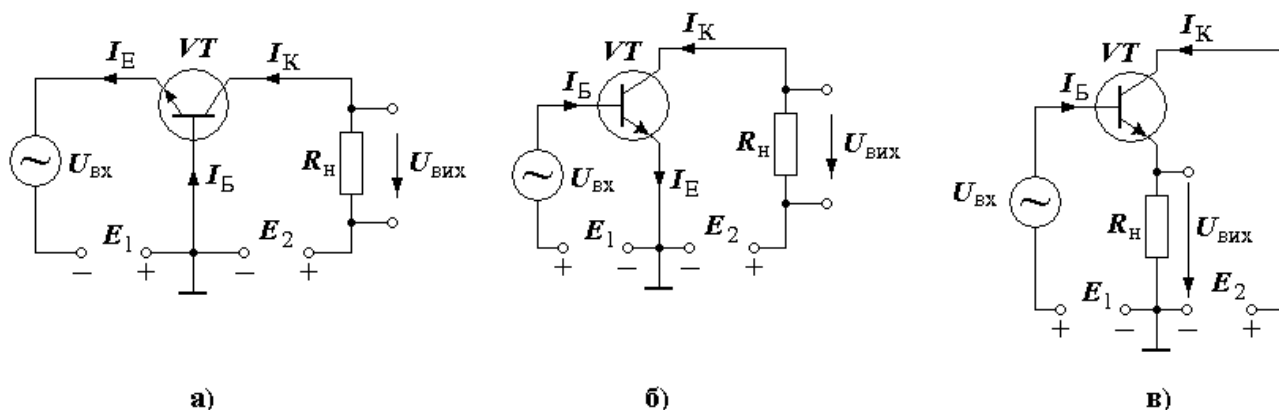 I_Е VT I_К
U_вх I_Б R_н U_вих
E_1 E_2
− + − +
а)
VT I_К
I_Б
U_вх I_Е R_н U_вих
E_1 E_2
+ − − +
б)
VT I_К
I_Б
U_вх R_н U_вих
E_1 E_2
+ − − +
в)